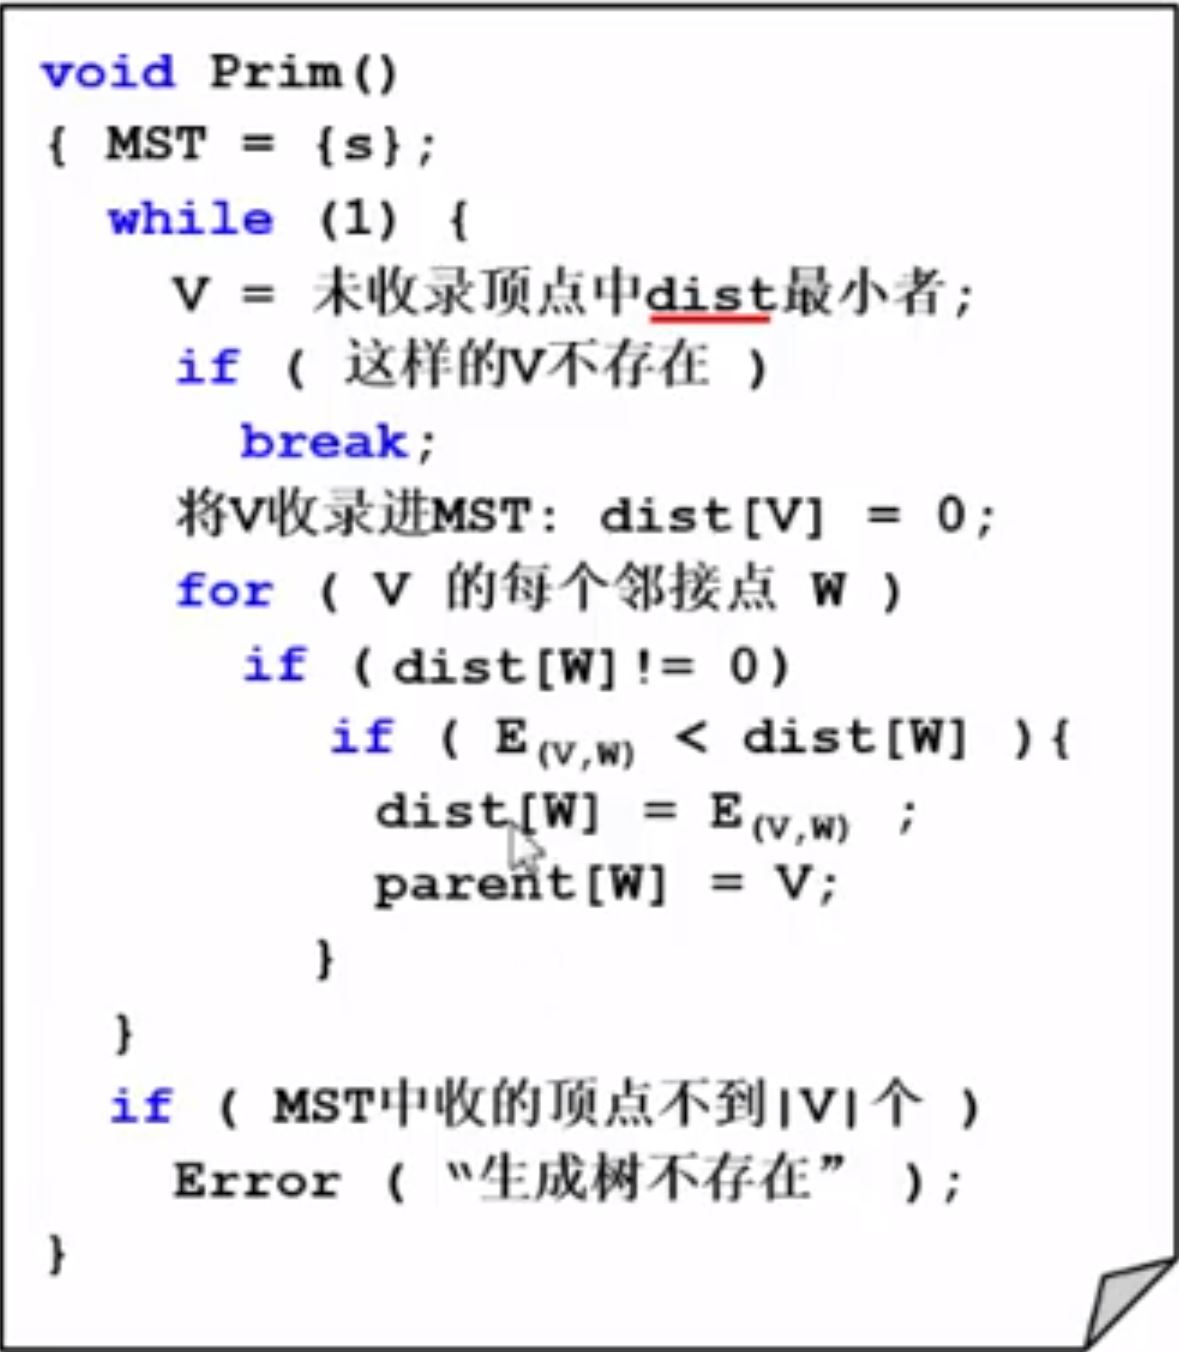 void Prim()
{ MST = {s};
while (1) {
V = 未收录顶点中dist最小者;
if ( 这样的V不存在 )
break;
将V收录进MST: dist[V] = 0;
for ( V 的每个邻接点 W )
if ( dist[W]!= 0)
if ( E(V,W) < dist[W] ){
dist[W] = E(V,W) ;
parent[W] = V;
}
}
if ( MST中收的顶点不到|V|个 )
Error ( “生成树不存在” );
}